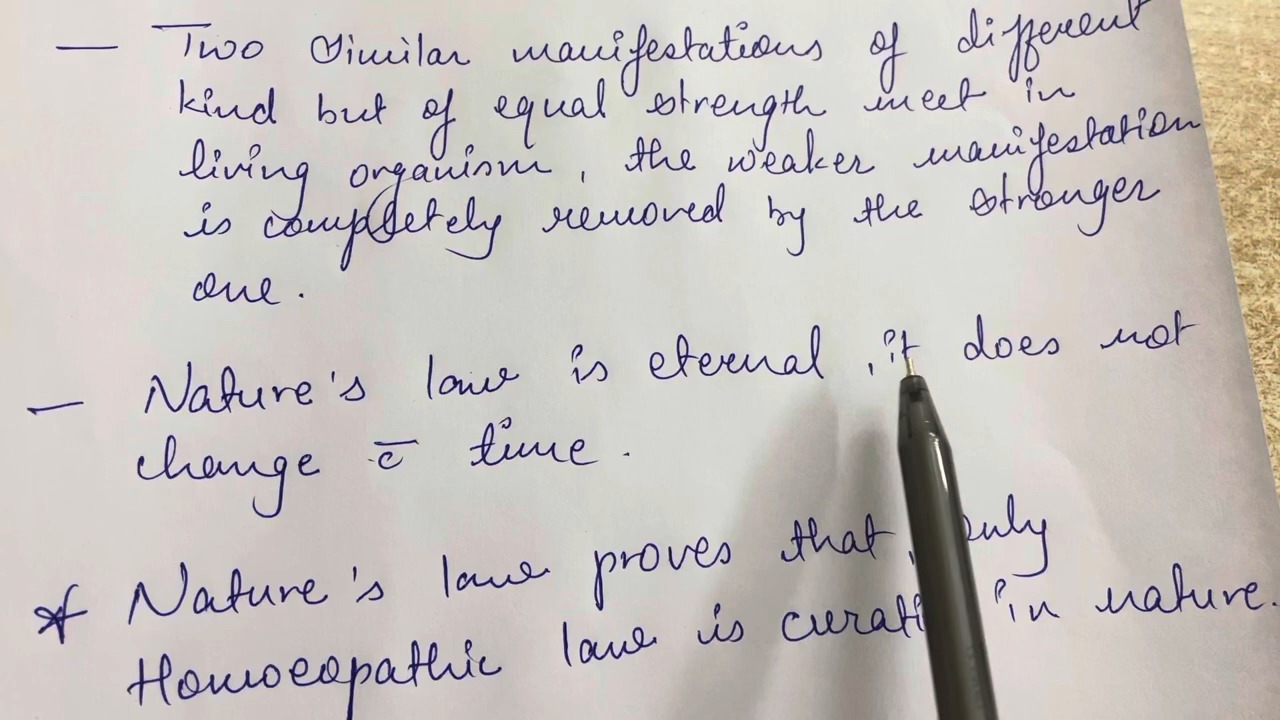 — Two similar manifestations of different
kind but of equal strength meet in
living organism, the weaker manifestation
is completely removed by the stronger
one.
— Nature's law is eternal, it does not
change c̄ time.
* Nature's law proves that, only
Homoeopathic law is in nature.